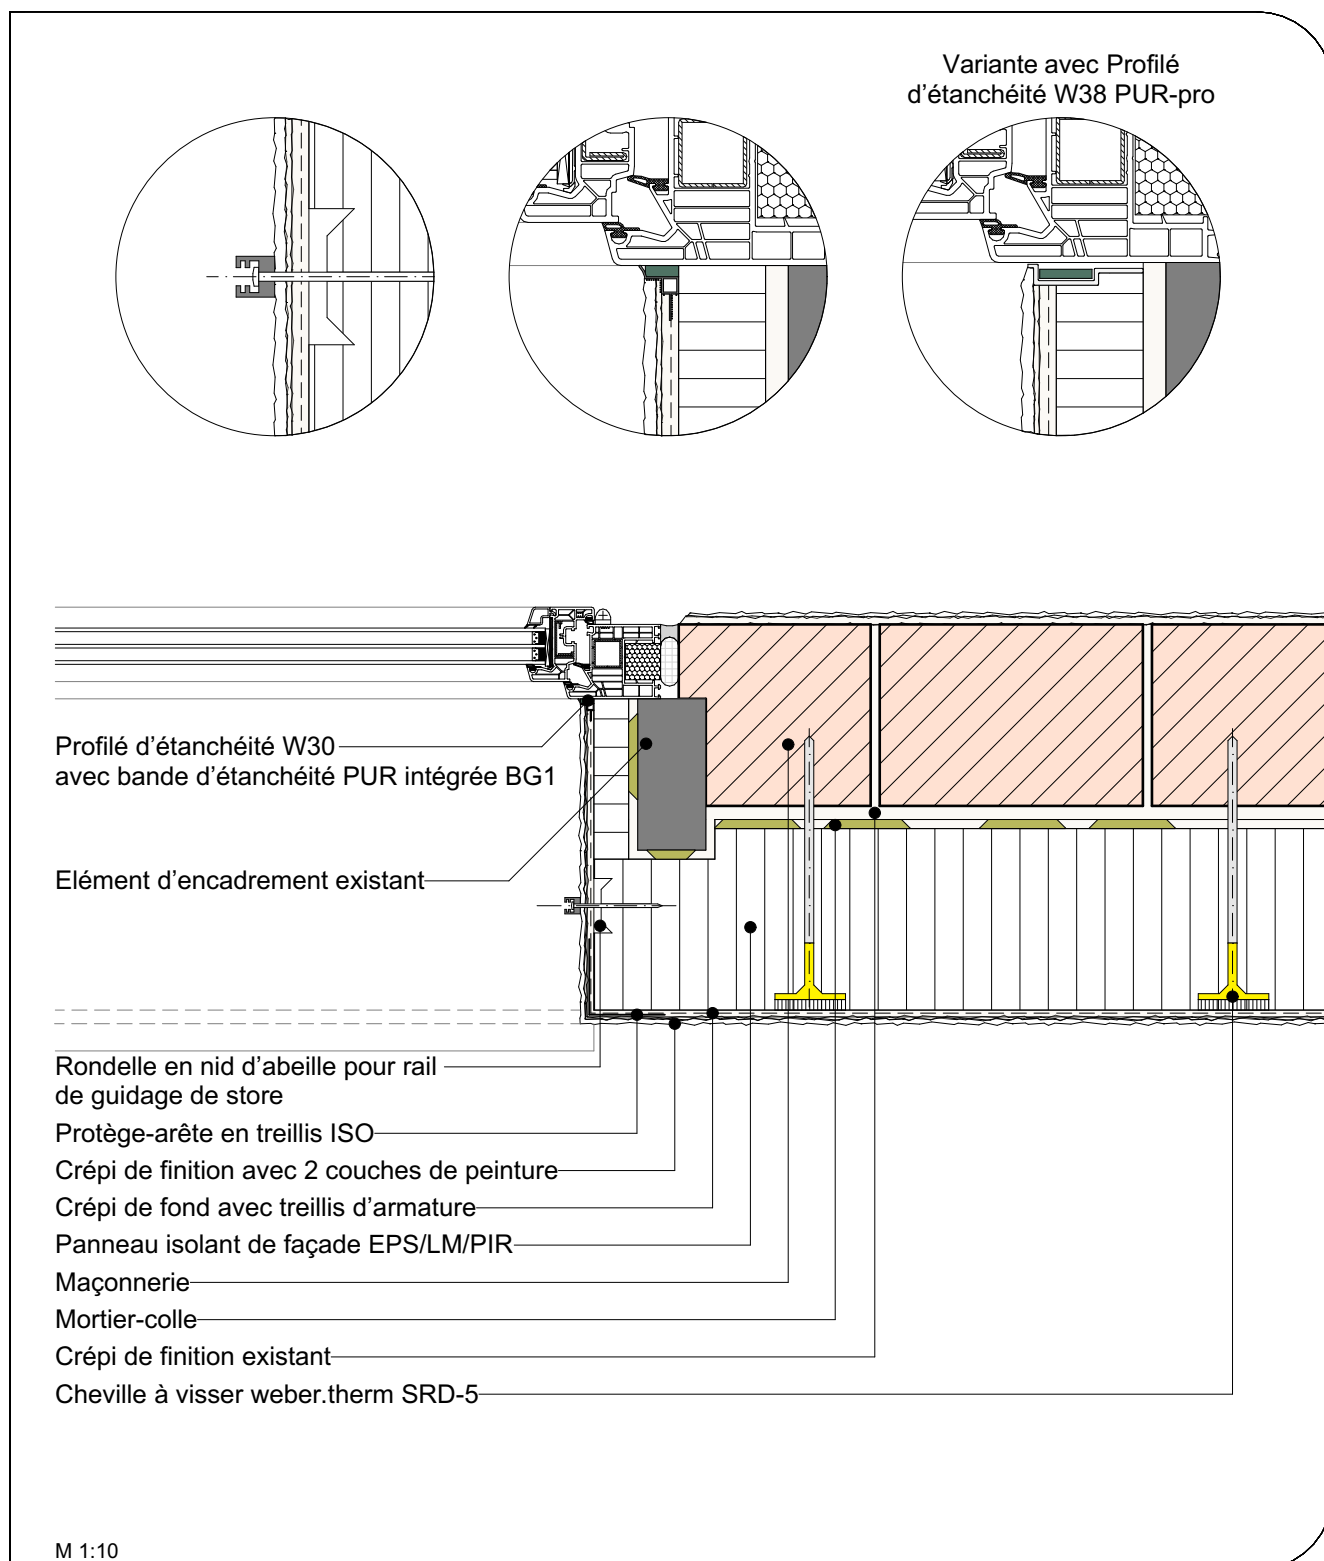 Variante avec Profilé
d’étanchéité W38 PUR-pro
Profilé d’étanchéité W30
avec bande d’étanchéité PUR intégrée BG1
Elément d’encadrement existant
Rondelle en nid d’abeille pour rail
de guidage de store
Protège-arête en treillis ISO
Crépi de finition avec 2 couches de peinture
Crépi de fond avec treillis d’armature
Panneau isolant de façade EPS/LM/PIR
Maçonnerie
Mortier-colle
Crépi de finition existant
Cheville à visser weber.therm SRD-5
M 1:10